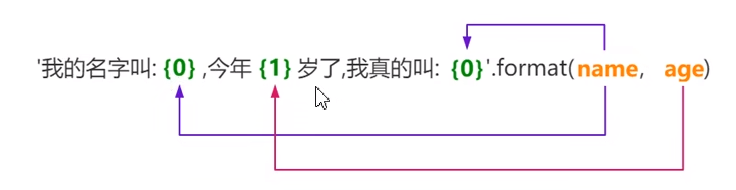 '我的名字叫: {0} ,今年 {1} 岁了,我真的叫: {0}'.format(name, age)